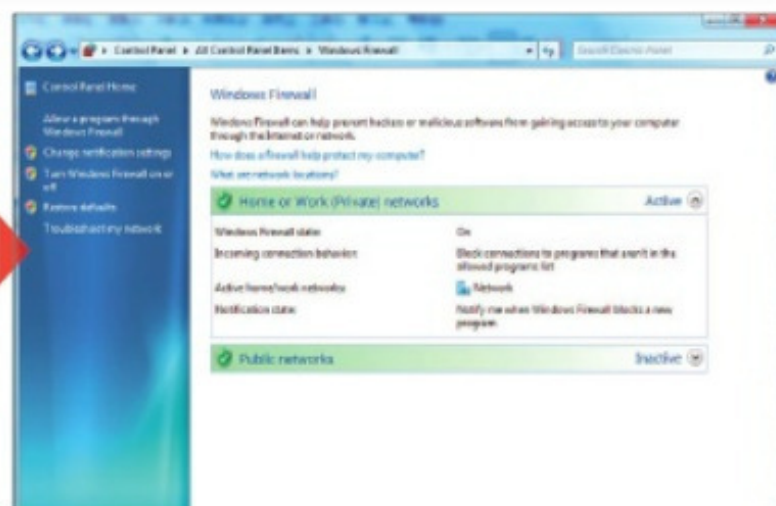 Control Panel ▸ All Control Panel Items ▸ Windows Firewall
Search Control Panel
Control Panel Home
Allow a program through
Windows Firewall
Change notification settings
Turn Windows Firewall on or
off
Restore defaults
Troubleshoot my network
Windows Firewall
Windows Firewall can help prevent hackers or malicious software from gaining access to your computer
through the Internet or network.
How does a firewall help protect my computer?
What are network locations?
Home or Work (Private) networks Active
Windows Firewall state: On
Incoming connection behavior: Block connections to programs that aren't in the
allowed programs list
Active home/work networks: Network
Notification state: Notify me when Windows Firewall blocks a new
program
Public networks Inactive